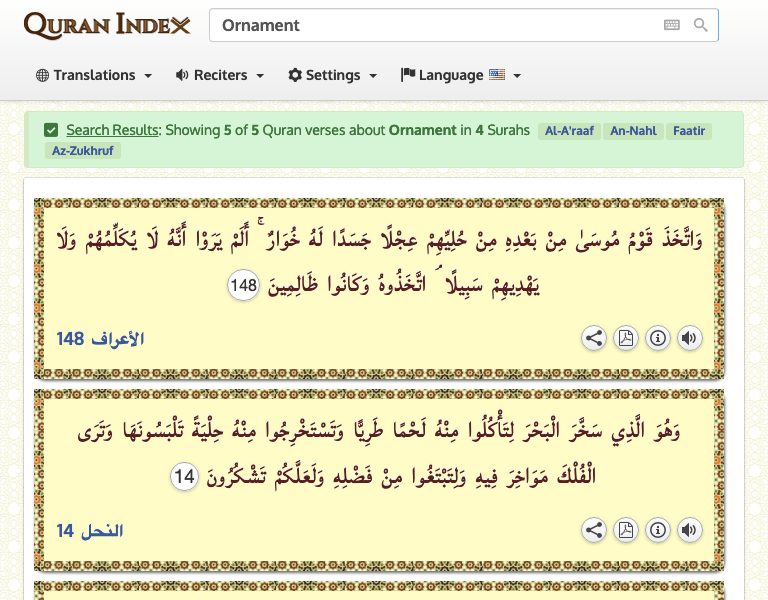 QURAN INDEX
Ornament
Translations
Reciters
Settings
Language
Search Results: Showing 5 of 5 Quran verses about Ornament in 4 Surahs Al-A'raaf An-Nahl Faatir
Az-Zukhruf
وَاتَّخَذَ قَوْمُ مُوسَىٰ مِنْ بَعْدِهِ مِنْ حُلِيِّهِمْ عِجْلًا جَسَدًا لَهُ خُوَارٌ ۚ أَلَمْ يَرَوْا أَنَّهُ لَا يُكَلِّمُهُمْ وَلَا
يَهْدِيهِمْ سَبِيلًا ۘ اتَّخَذُوهُ وَكَانُوا ظَالِمِينَ 148
الأعراف 148
وَهُوَ الَّذِي سَخَّرَ الْبَحْرَ لِتَأْكُلُوا مِنْهُ لَحْمًا طَرِيًّا وَتَسْتَخْرِجُوا مِنْهُ حِلْيَةً تَلْبَسُونَهَا وَتَرَى
الْفُلْكَ مَوَاخِرَ فِيهِ وَلِتَبْتَغُوا مِنْ فَضْلِهِ وَلَعَلَّكُمْ تَشْكُرُونَ 14
النحل 14